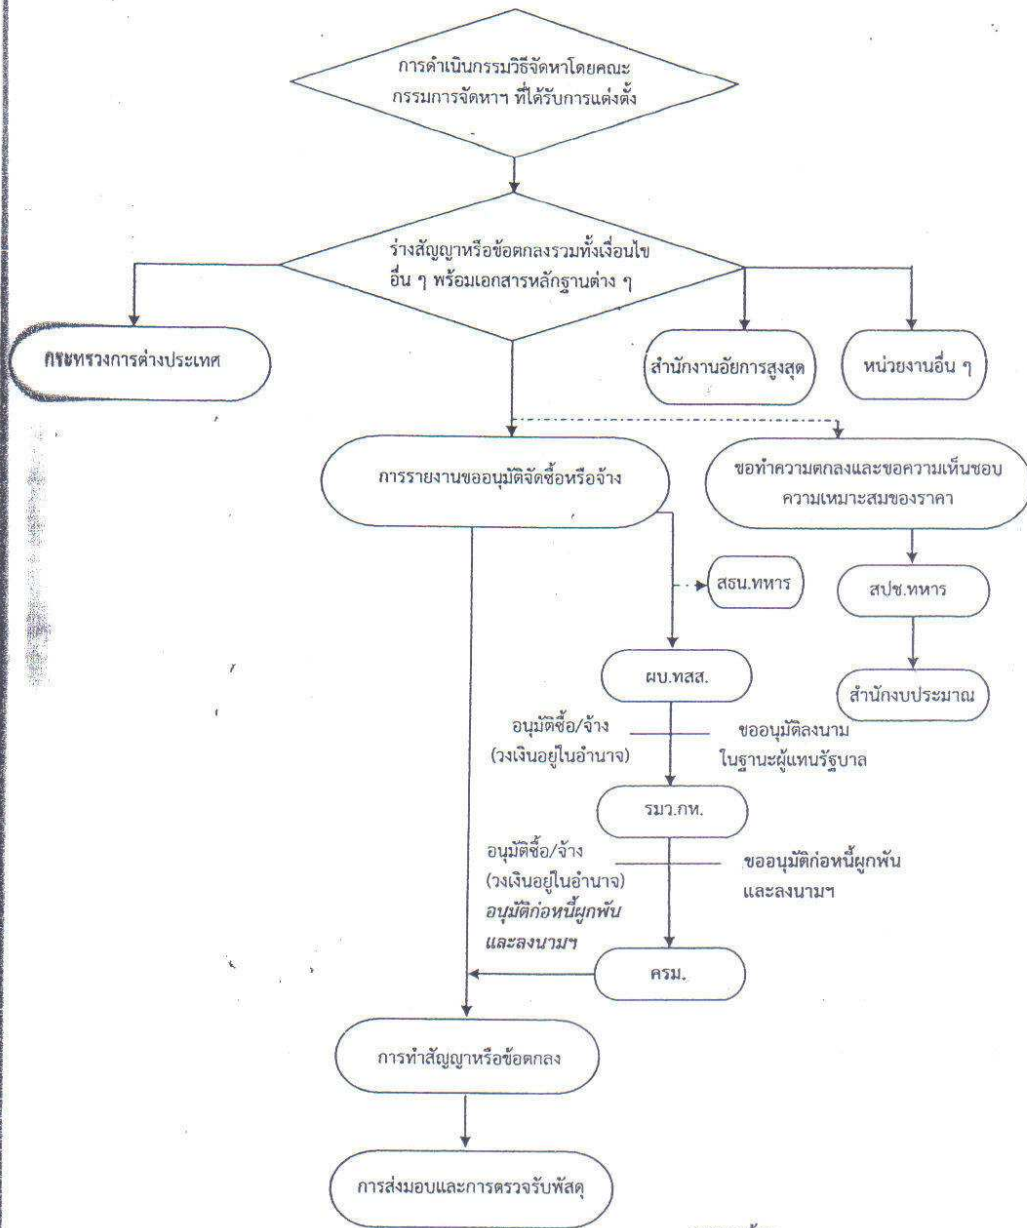 การดำเนินกรรมวิธีจัดหาโดยคณะ
กรรมการจัดหาฯ ที่ได้รับการแต่งตั้ง
ร่างสัญญาหรือข้อตกลงรวมทั้งเงื่อนไข
อื่น ๆ พร้อมเอกสารหลักฐานต่าง ๆ
กระทรวงการต่างประเทศ
สำนักงานอัยการสูงสุด
หน่วยงานอื่น ๆ
การรายงานขออนุมัติจัดซื้อหรือจ้าง
ขอทำความตกลงและขอความเห็นชอบ
ความเหมาะสมของราคา
สธน.ทหาร
สปช.ทหาร
ผบ.ทสส.
สำนักงบประมาณ
อนุมัติซื้อ/จ้าง
(วงเงินอยู่ในอำนาจ)
ขออนุมัติลงนาม
ในฐานะผู้แทนรัฐบาล
รมว.กห.
อนุมัติซื้อ/จ้าง
(วงเงินอยู่ในอำนาจ)
อนุมัติก่อหนี้ผูกพัน
และลงนามฯ
ขออนุมัติก่อหนี้ผูกพัน
และลงนามฯ
ครม.
การทำสัญญาหรือข้อตกลง
การส่งมอบและการตรวจรับพัสดุ